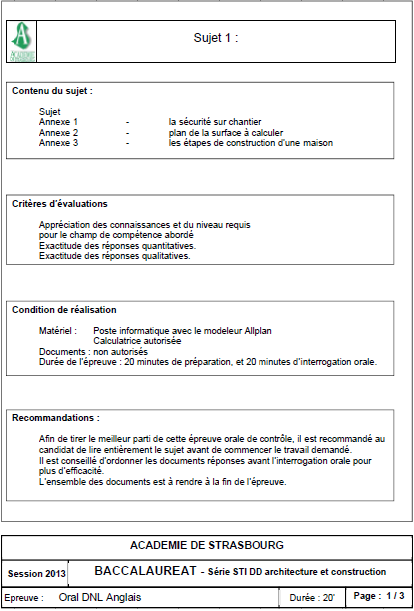 Sujet 1 :
ACADEMIE
STRASBOURG
Contenu du sujet :
Sujet
Annexe 1 - la sécurité sur chantier
Annexe 2 - plan de la surface à calculer
Annexe 3 - les étapes de construction d'une maison
Critères d'évaluations
Appréciation des connaissances et du niveau requis
pour le champ de compétence abordé
Exactitude des réponses quantitatives.
Exactitude des réponses qualitatives.
Condition de réalisation
Matériel : Poste informatique avec le modeleur Allplan
Calculatrice autorisée
Documents : non autorisés
Durée de l'épreuve : 20 minutes de préparation, et 20 minutes d'interrogation orale.
Recommandations :
Afin de tirer le meilleur parti de cette épreuve orale de contrôle, il est recommandé au
candidat de lire entièrement le sujet avant de commencer le travail demandé.
Il est conseillé d'ordonner les documents réponses avant l'interrogation orale pour
plus d'efficacité.
L'ensemble des documents est à rendre à la fin de l'épreuve.
ACADEMIE DE STRASBOURG
Session 2013 BACCALAUREAT - Série STI DD architecture et construction
Epreuve : Oral DNL Anglais Durée : 20' Page : 1 / 3